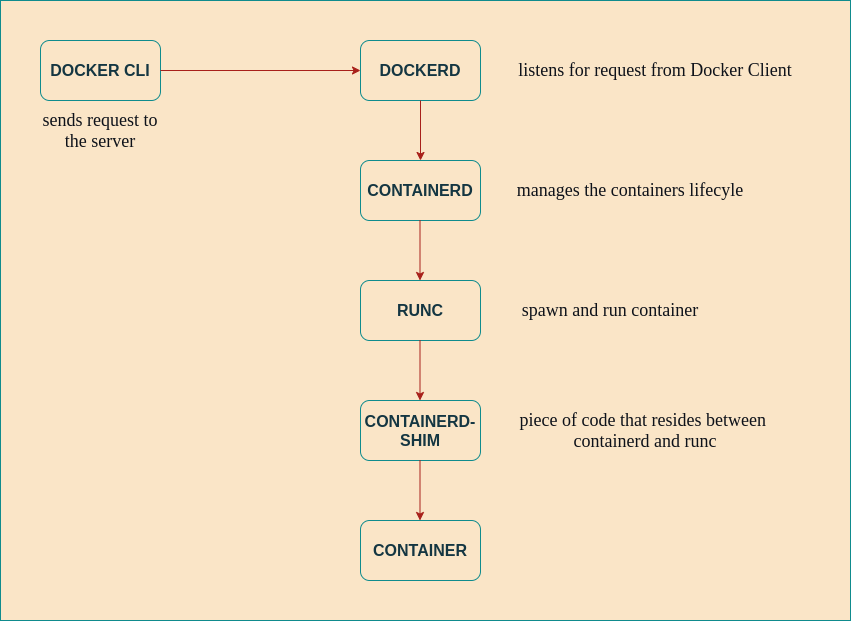 DOCKER CLI
DOCKERD
listens for request from Docker Client
sends request to
the server
CONTAINERD
manages the containers lifecyle
RUNC
spawn and run container
CONTAINERD-
SHIM
piece of code that resides between
containerd and runc
CONTAINER